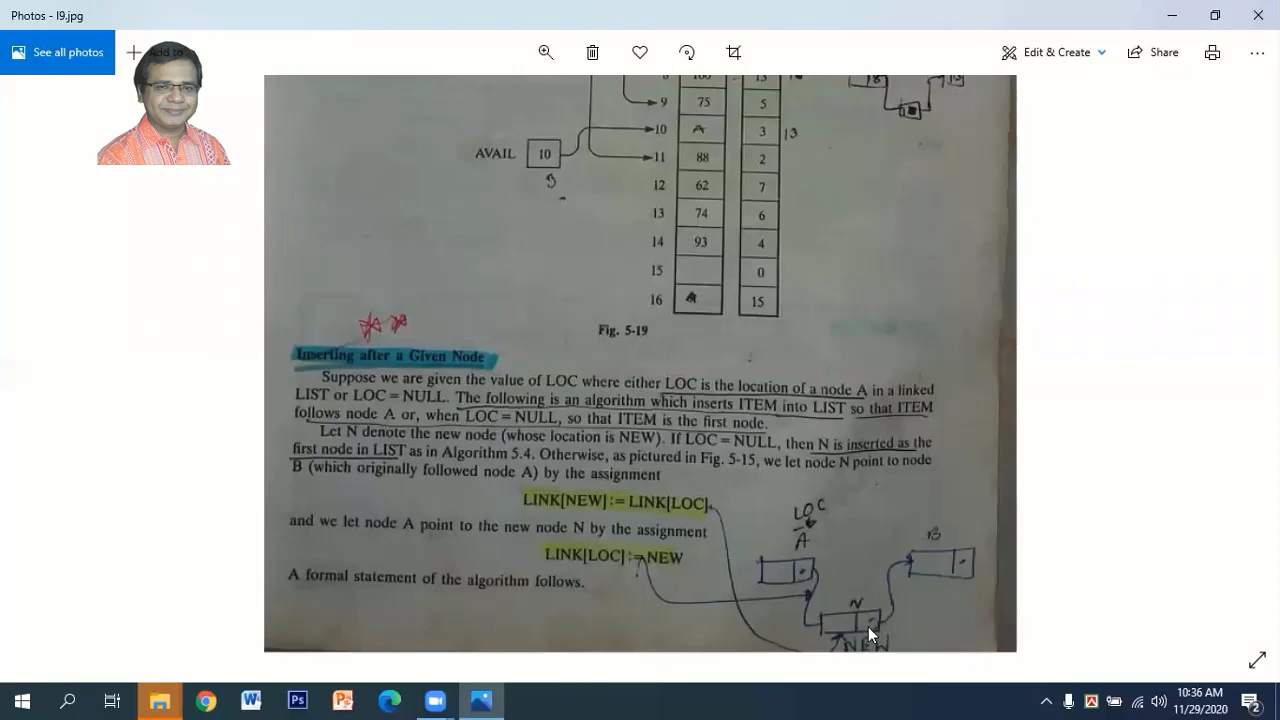 Photos - I9.jpg
See all photos
Add to
Edit & Create
Share
9 75 5
10 A 3 13
AVAIL 10
11 88 2
9
12 62 7
13 74 6
14 93 4
15 0
16 15
Fig. 5-19
Inserting after a Given Node
Suppose we are given the value of LOC where either LOC is the location of a node A in a linked
LIST or LOC = NULL. The following is an algorithm which inserts ITEM into LIST so that ITEM
follows node A or, when LOC = NULL, so that ITEM is the first node.
Let N denote the new node (whose location is NEW). If LOC = NULL, then N is inserted as the
first node in LIST as in Algorithm 5.4. Otherwise, as pictured in Fig. 5-15, we let node N point to node
B (which originally followed node A) by the assignment
LINK[NEW] := LINK[LOC]
LOC
and we let node A point to the new node N by the assignment
A
B
LINK[LOC] := NEW
A formal statement of the algorithm follows.
N
NEW
10:36 AM
11/29/2020
2